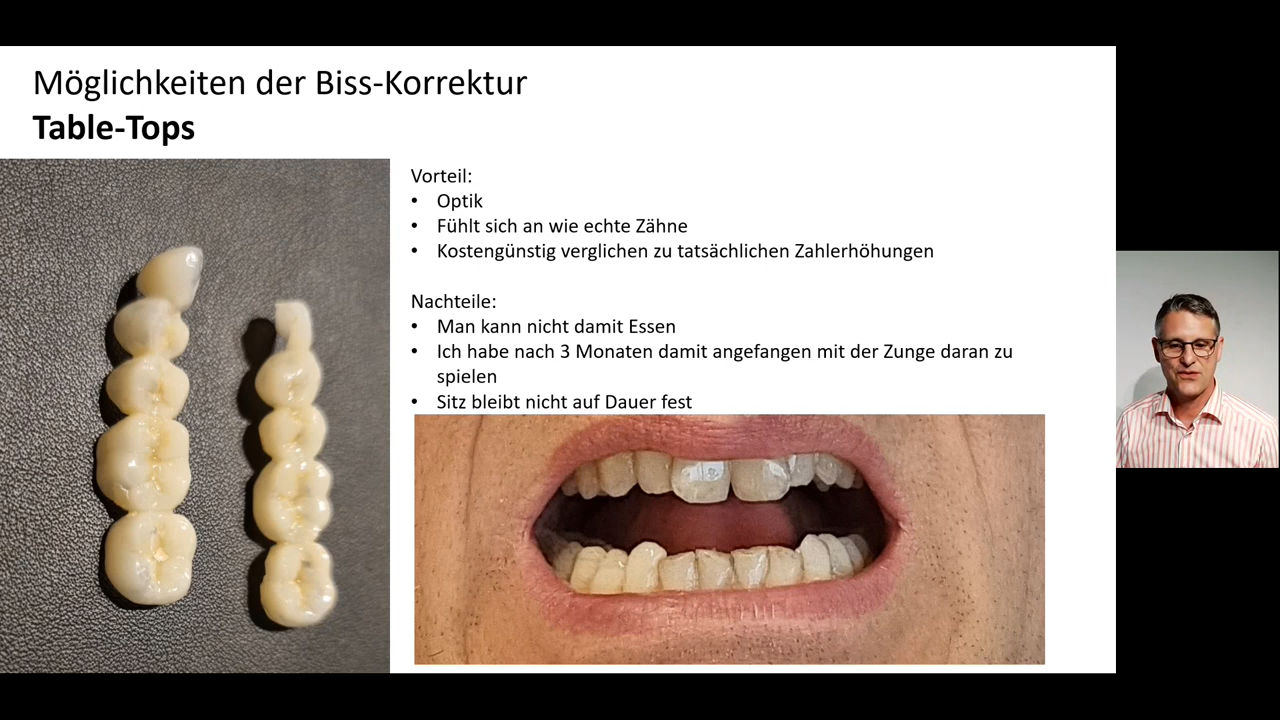 Möglichkeiten der Biss-Korrektur
Table-Tops
Vorteil:
• Optik
• Fühlt sich an wie echte Zähne
• Kostengünstig verglichen zu tatsächlichen Zahlerhöhungen
Nachteile:
• Man kann nicht damit Essen
• Ich habe nach 3 Monaten damit angefangen mit der Zunge daran zu
spielen
• Sitz bleibt nicht auf Dauer fest